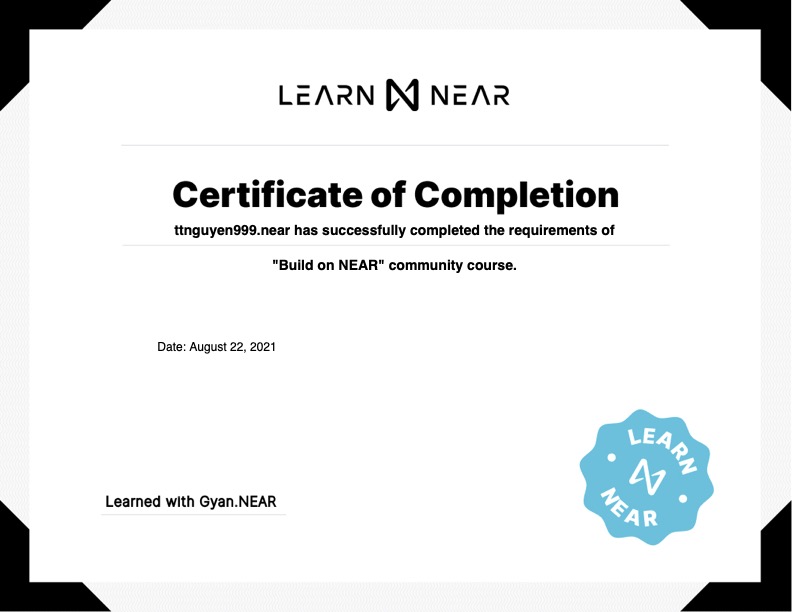 LEARN NEAR
Certificate of Completion
ttnguyen999.near has successfully completed the requirements of
"Build on NEAR" community course.
Date: August 22, 2021
LEARN
NEAR
Learned with Gyan.NEAR